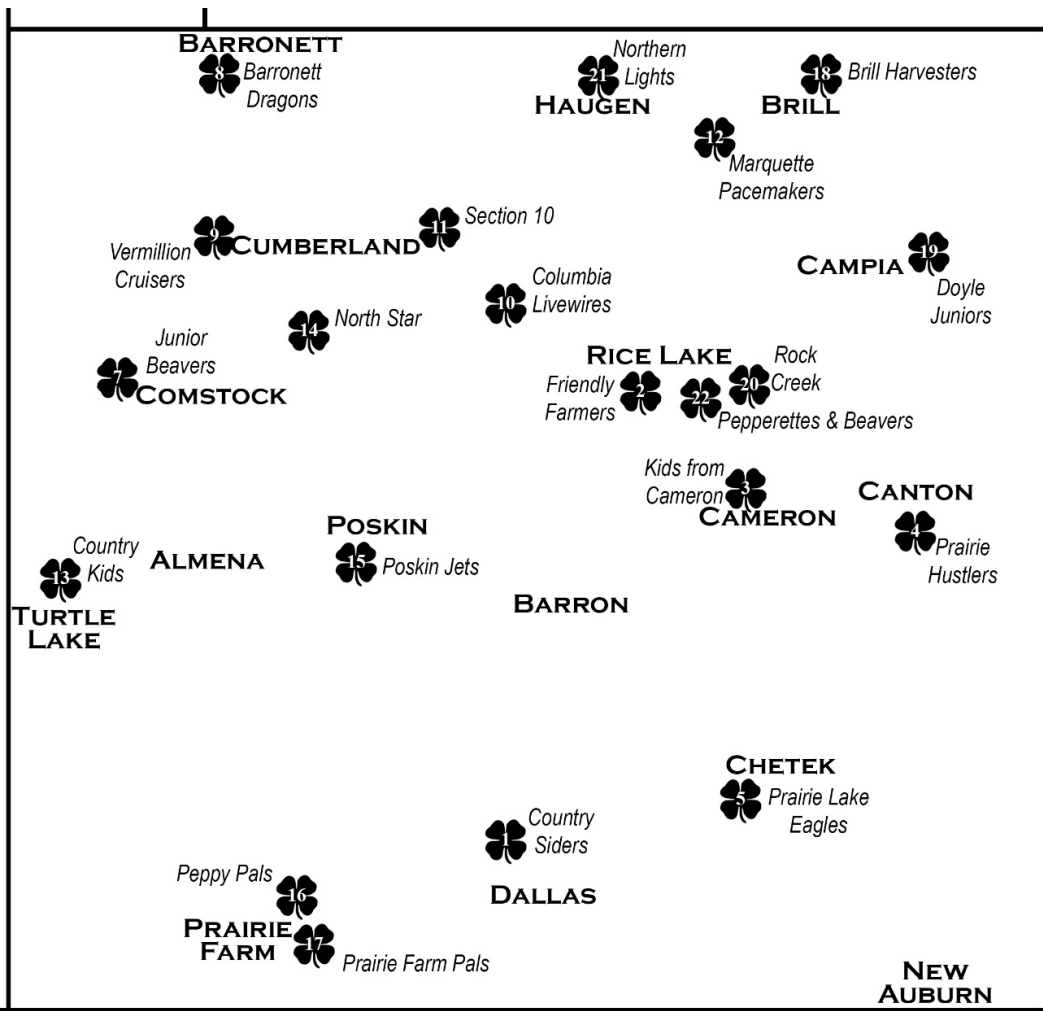 BARRONETT
8
Barronett
Dragons
21
Northern
Lights
HAUGEN
18
Brill Harvesters
BRILL
12
Marquette
Pacemakers
11
Section 10
9
CUMBERLAND
Vermillion
Cruisers
19
CAMPIA
Doyle
Juniors
10
Columbia
Livewires
14
North Star
Junior
Beavers
7
COMSTOCK
RICE LAKE
Rock
Creek
20
Friendly
Farmers
2
22
Pepperettes & Beavers
Kids from
Cameron
3
CAMERON
CANTON
4
Prairie
Hustlers
POSKIN
15
Poskin Jets
Country
Kids
13
ALMENA
TURTLE
LAKE
BARRON
CHETEK
5
Prairie Lake
Eagles
1
Country
Siders
DALLAS
Peppy Pals
16
PRAIRIE
FARM
17
Prairie Farm Pals
NEW
AUBURN